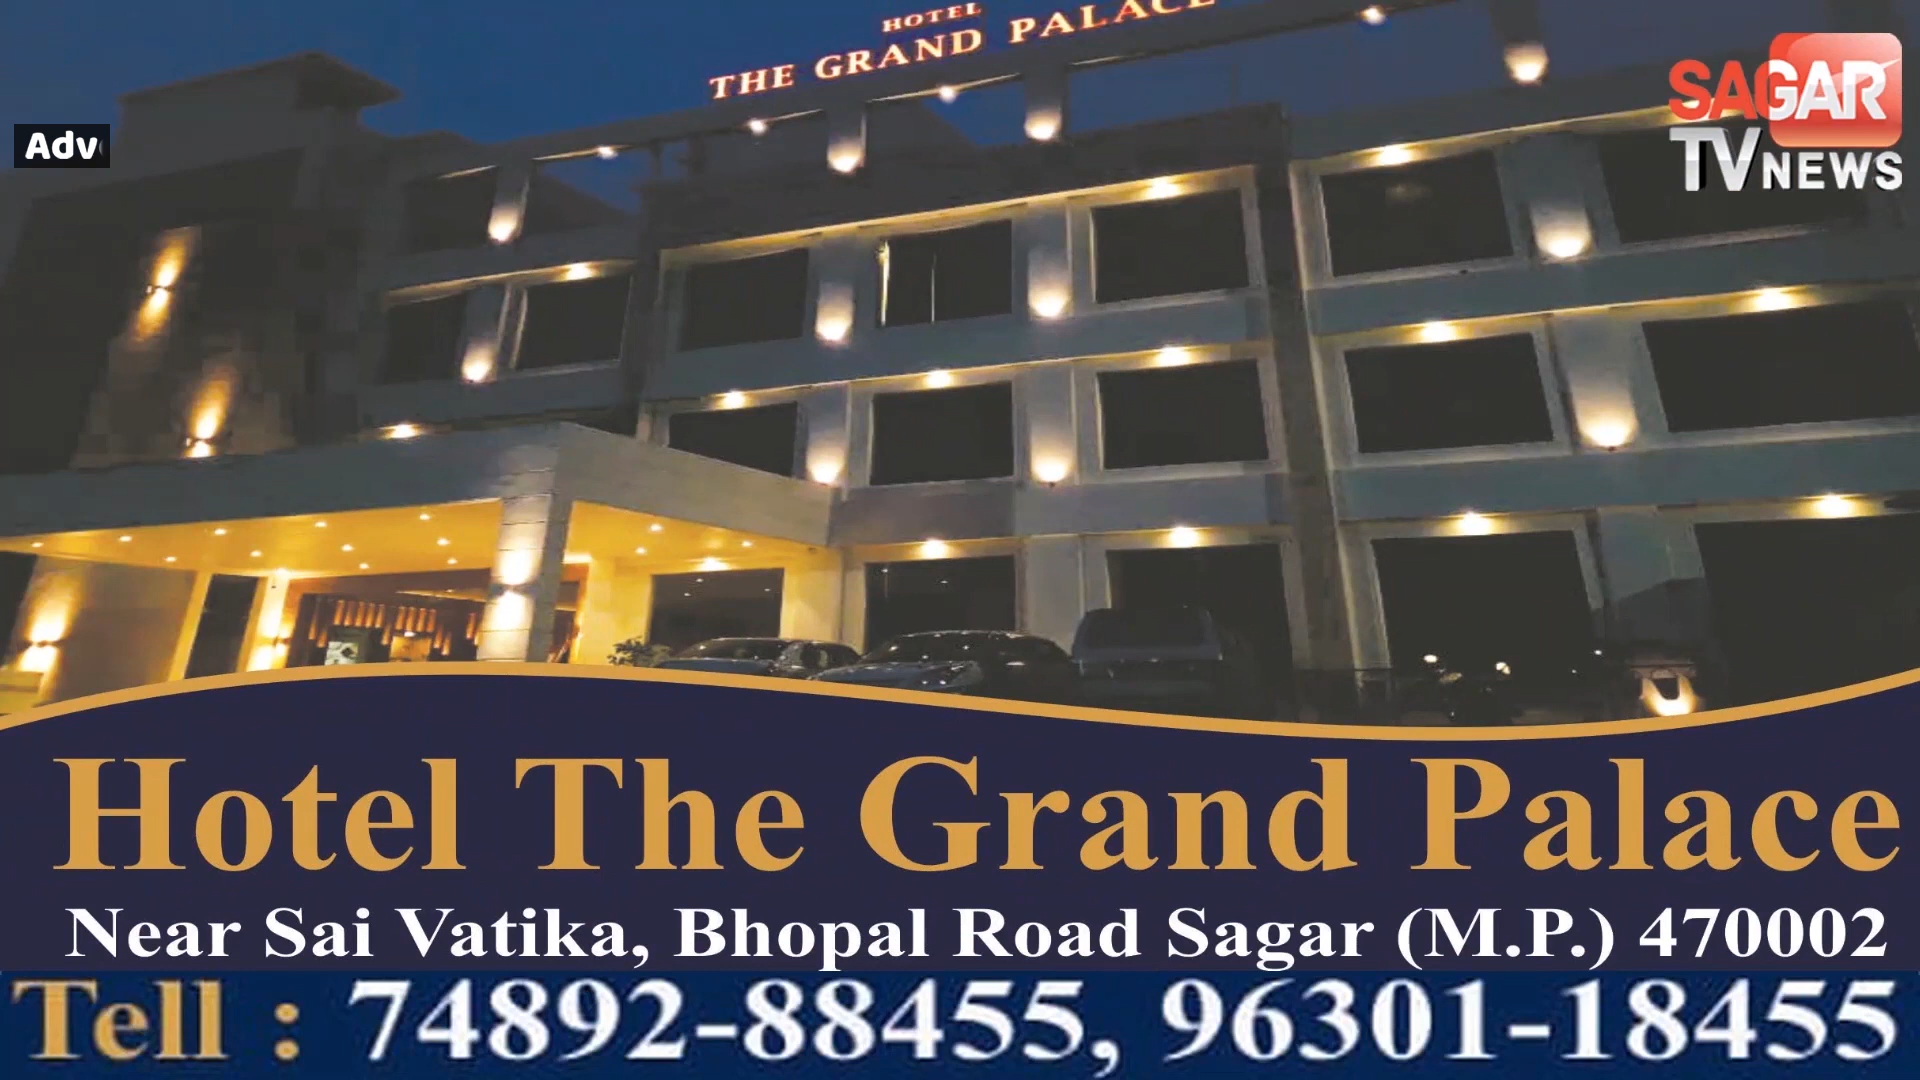 HOTEL
THE GRAND PALACE
SAGAR
TV NEWS
Adv
Hotel The Grand Palace
Near Sai Vatika, Bhopal Road Sagar (M.P.) 470002
Tell : 74892-88455, 96301-18455